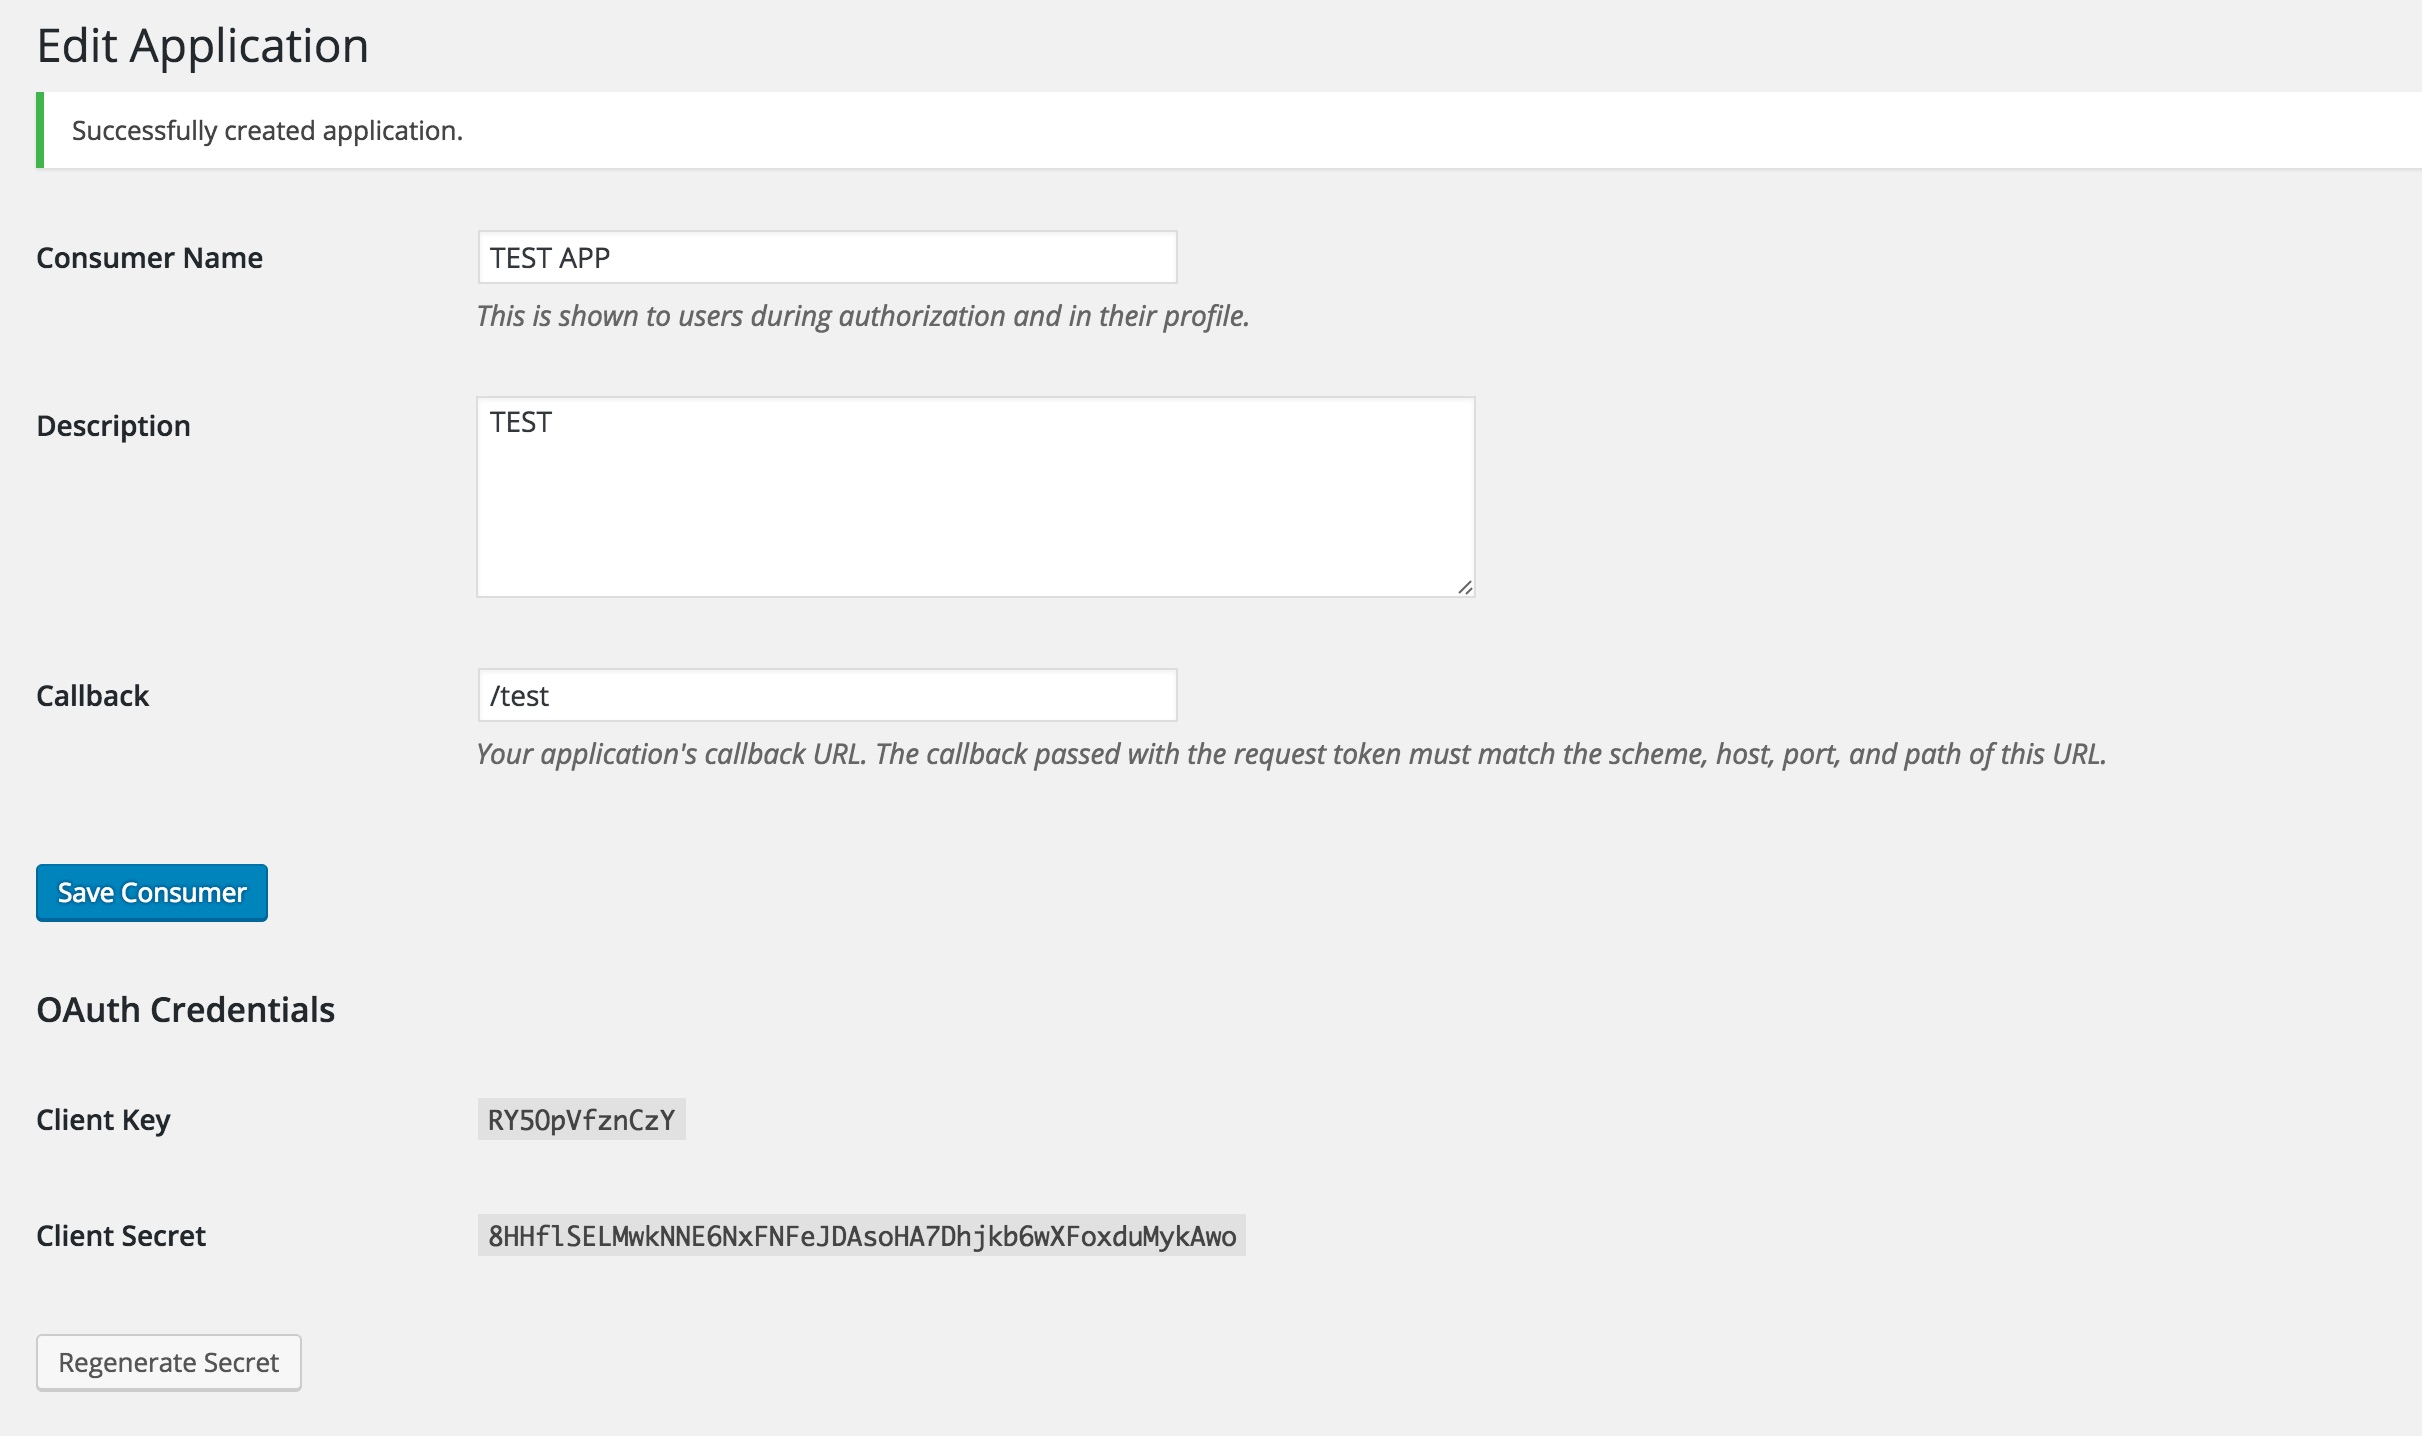 Edit Application
Successfully created application.
Consumer Name
TEST APP
This is shown to users during authorization and in their profile.
Description
TEST
Callback
/test
Your application's callback URL. The callback passed with the request token must match the scheme, host, port, and path of this URL.
Save Consumer
OAuth Credentials
Client Key
RY5OpVfznCzY
Client Secret
8HHflSELMwkNNE6NxFNFeJDAsoHA7Dhjkb6wXFoxduMykAwo
Regenerate Secret